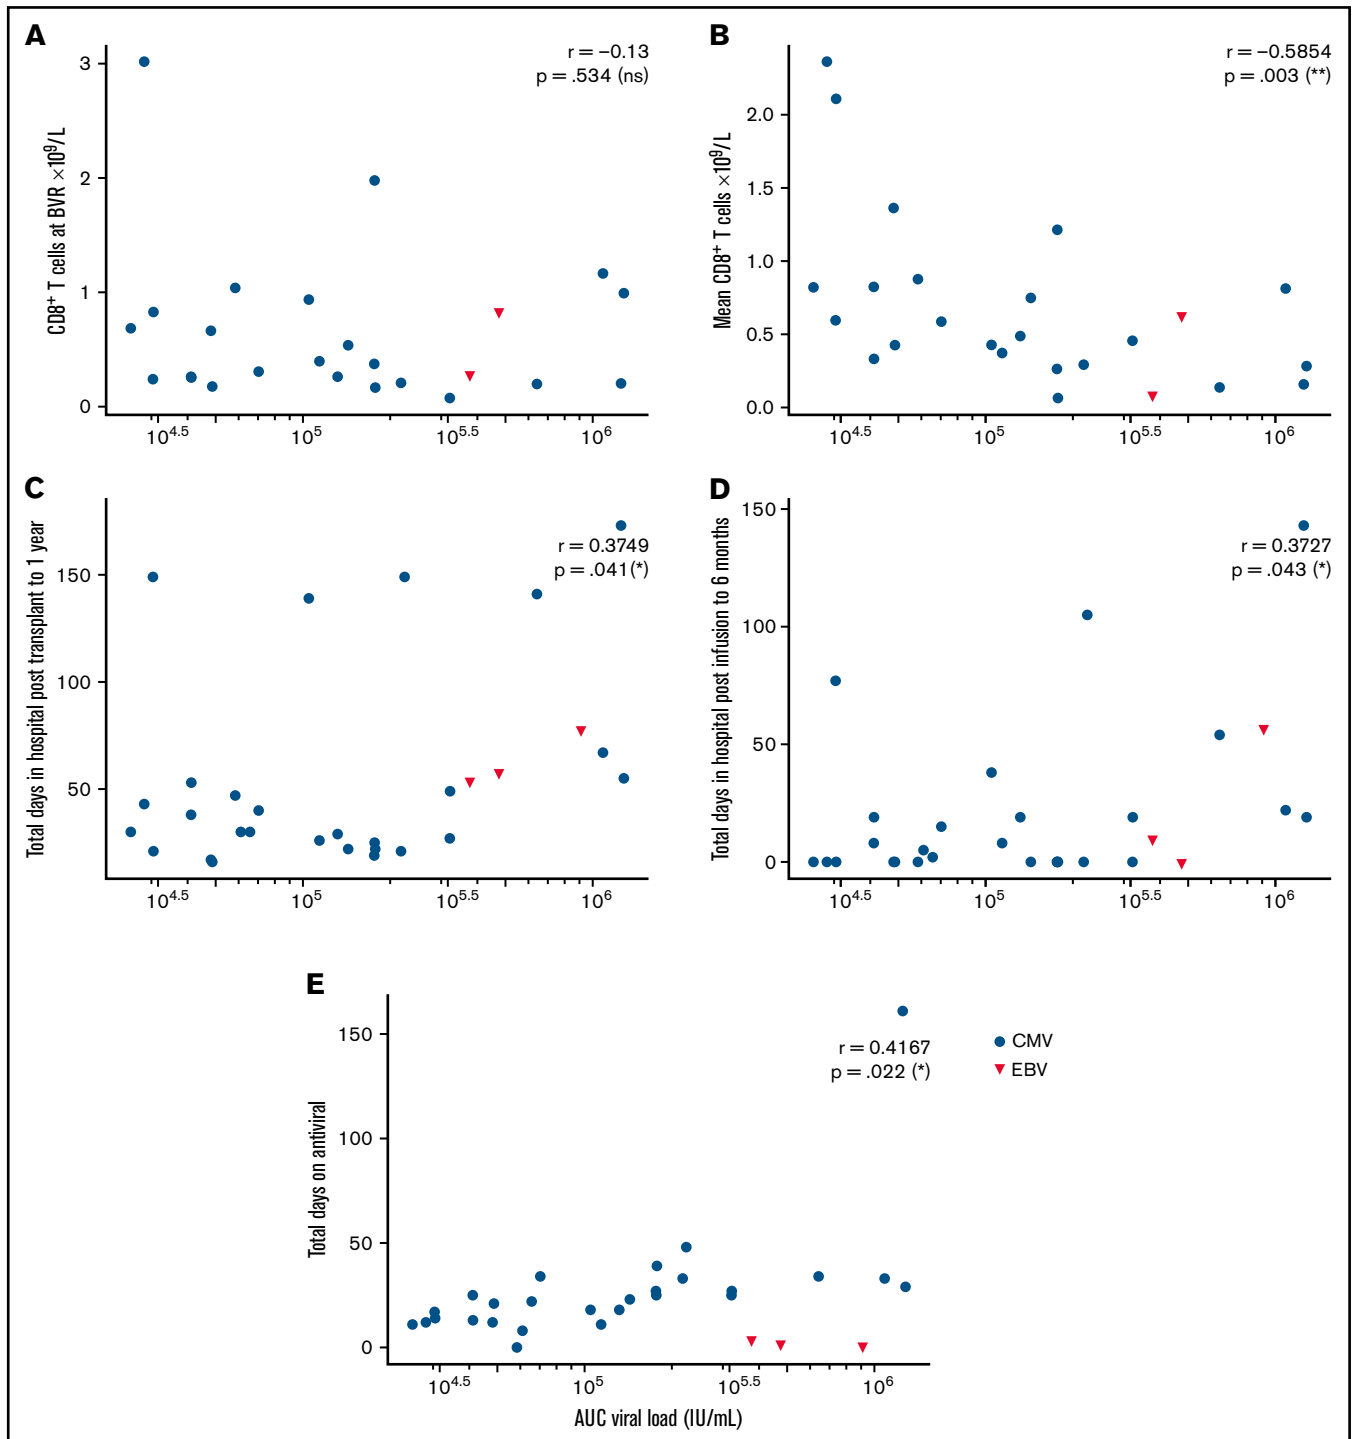 A
r = −0.13
p = .534 (ns)
CD8⁺ T cells at BVR ×10⁹/L
3
2
1
0
10⁴·⁵
10⁵
10⁵·⁵
10⁶
B
r = −0.5854
p = .003 (**)
Mean CD8⁺ T cells ×10⁹/L
2.0
1.5
1.0
0.5
0.0
10⁴·⁵
10⁵
10⁵·⁵
10⁶
C
r = 0.3749
p = .041(*)
Total days in hospital post transplant to 1 year
150
100
50
10⁴·⁵
10⁵
10⁵·⁵
10⁶
D
r = 0.3727
p = .043 (*)
Total days in hospital post infusion to 6 months
150
100
50
0
10⁴·⁵
10⁵
10⁵·⁵
10⁶
E
r = 0.4167
p = .022 (*)
Total days on antiviral
150
100
50
0
10⁴·⁵
10⁵
10⁵·⁵
10⁶
AUC viral load (IU/mL)
CMV
EBV